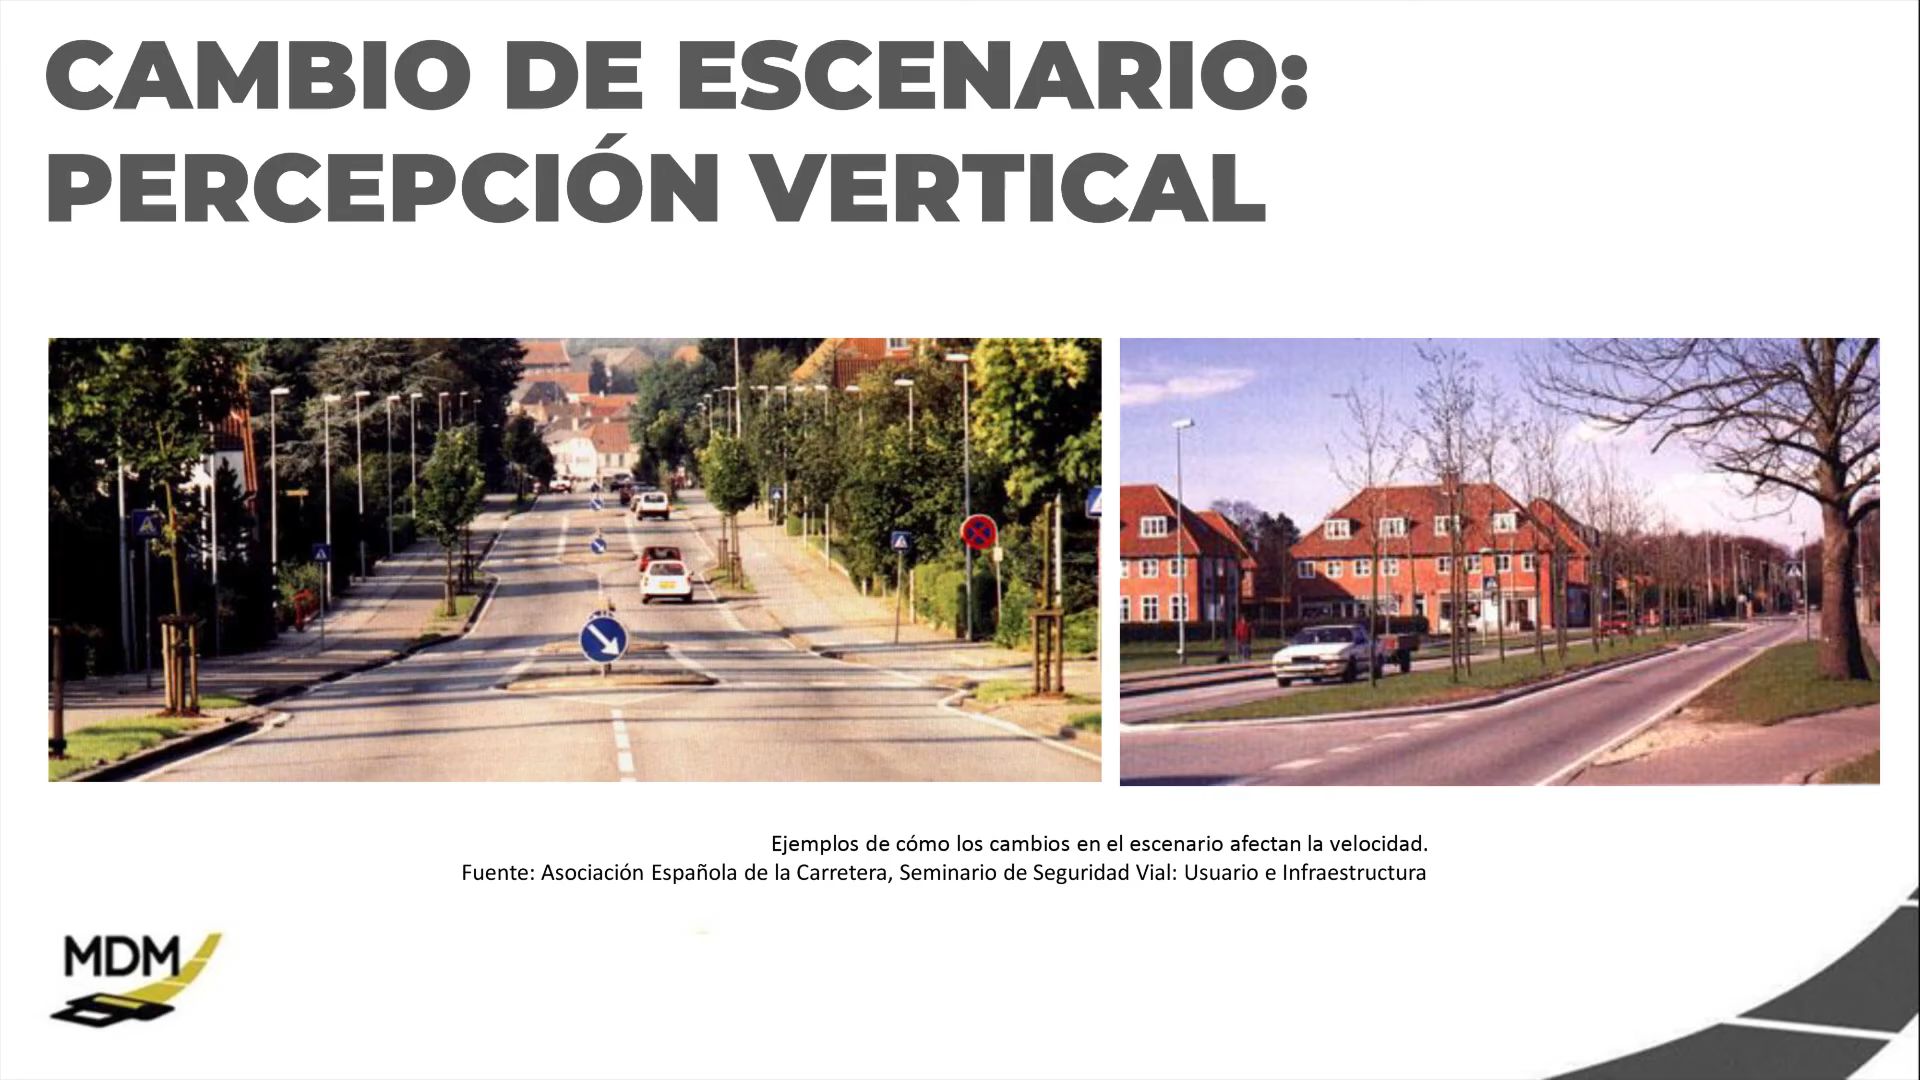 CAMBIO DE ESCENARIO:
PERCEPCIÓN VERTICAL
Ejemplos de cómo los cambios en el escenario afectan la velocidad.
Fuente: Asociación Española de la Carretera, Seminario de Seguridad Vial: Usuario e Infraestructura
MDM